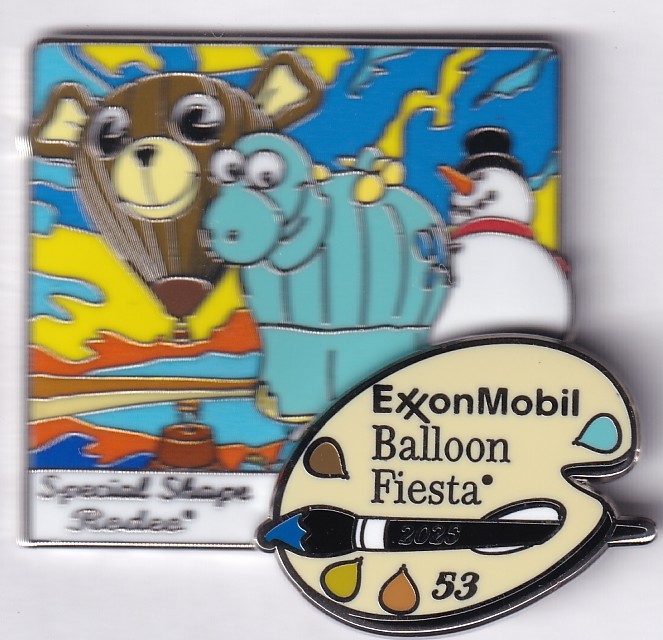 Special Shape
Rodeo®
ExxonMobil
Balloon
Fiesta®
2025
53